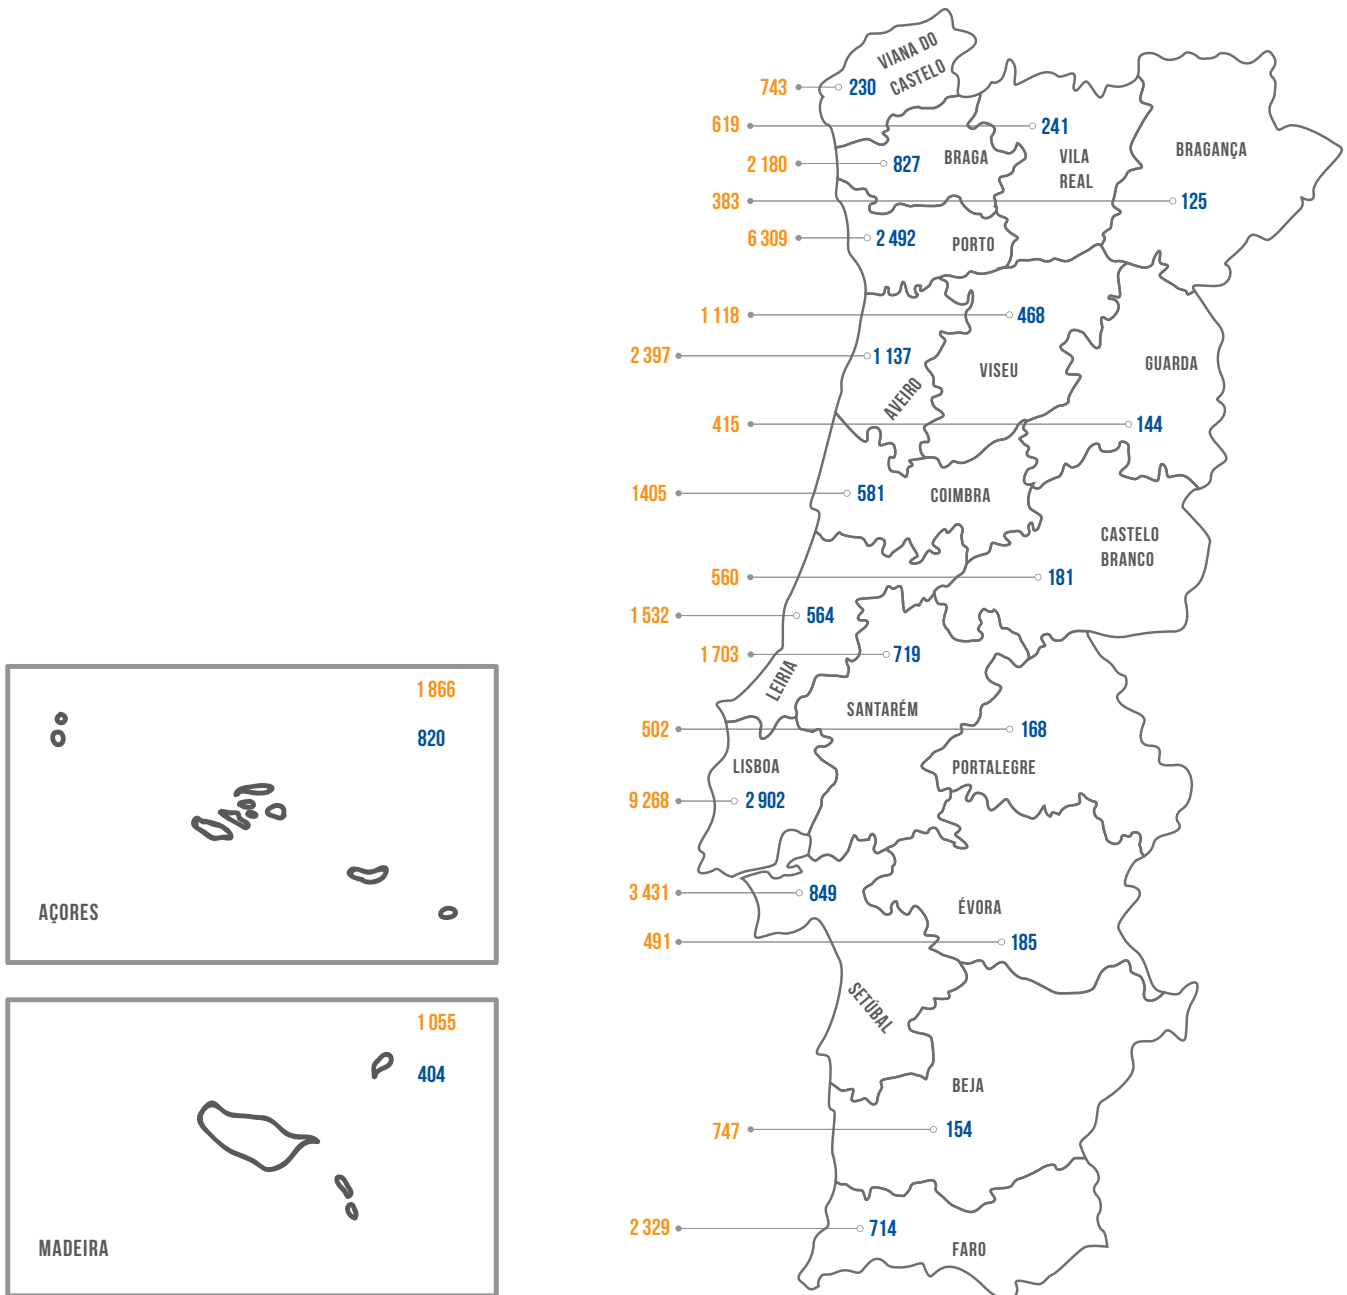 VIANA DO
CASTELO
743 230
619 241
BRAGANÇA
BRAGA
VILA
REAL
2 180 827
383 125
6 309 2 492 PORTO
1 118 468
2 397 1 137
GUARDA
VISEU
AVEIRO
415 144
1405 581 COIMBRA
CASTELO
BRANCO
560 181
1 532 564
1 703 719
LEIRIA
SANTARÉM
502 168
LISBOA
PORTALEGRE
9 268 2 902
3 431 849
ÉVORA
491 185
SETÚBAL
BEJA
747 154
2 329 714
FARO
1 866
820
AÇORES
1 055
404
MADEIRA